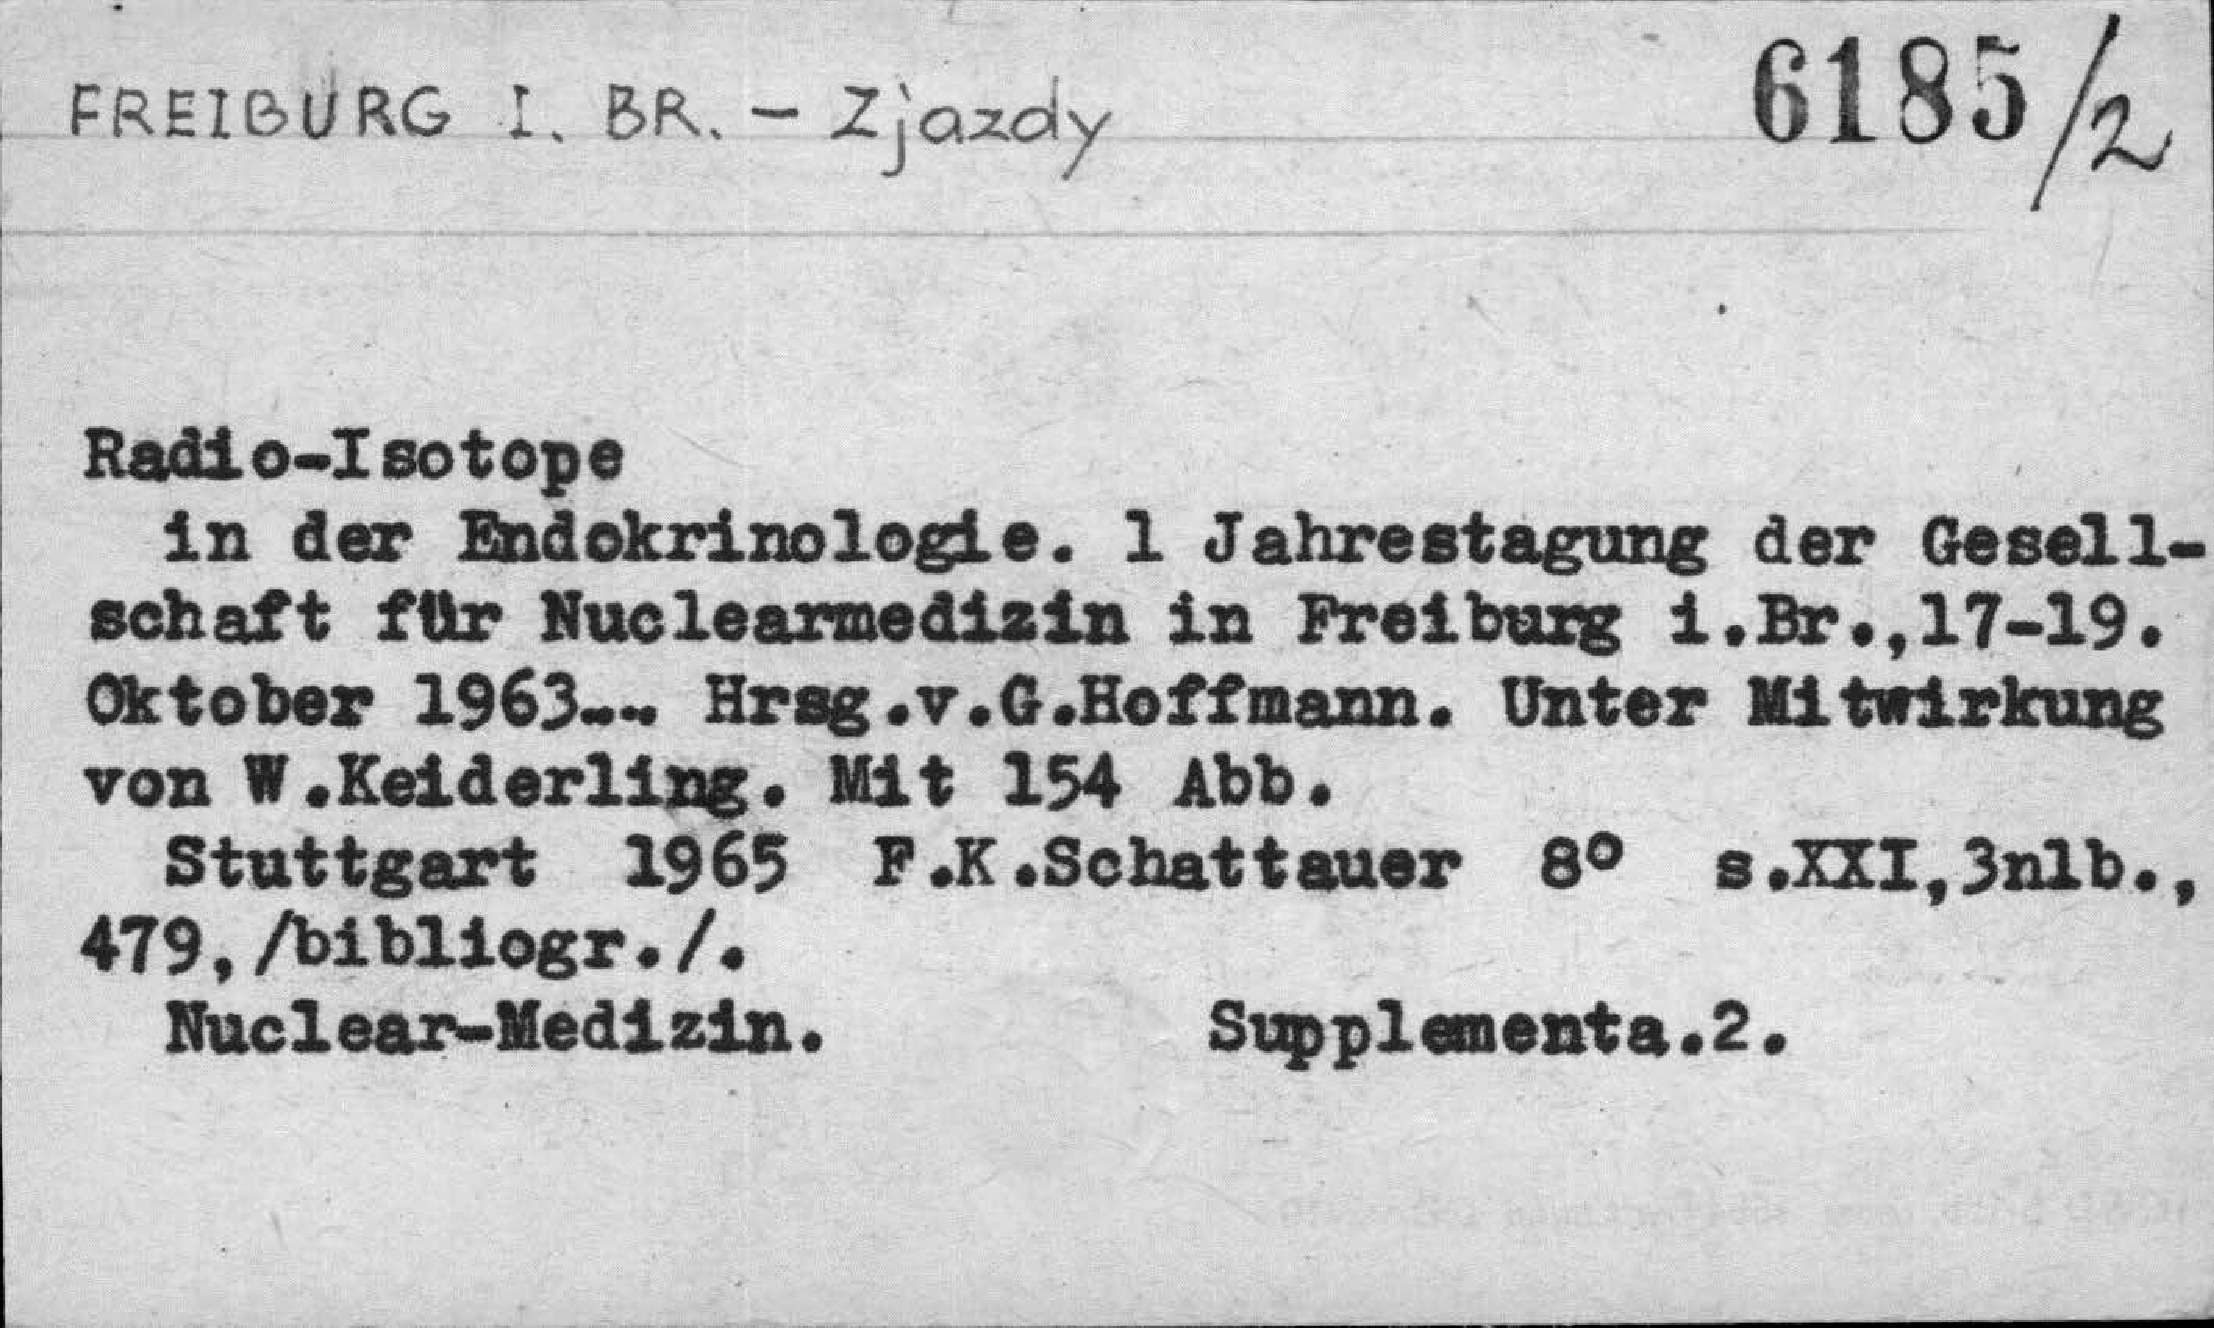 FREIBURG I. BR. – Zjazdy 6185/2
Radio-Isotope
in der Endokrinologie. 1 Jahrestagung der Gesell-
schaft für Nuclearmedizin in Freiburg i.Br.,17-19.
Oktober 1963... Hrsg.v.G.Hoffmann. Unter Mitwirkung
von W.Keiderling. Mit 154 Abb.
Stuttgart 1965 F.K.Schattauer 8° s.XXI,3nlb.,
479,/bibliogr./.
Nuclear-Medizin. Supplementa.2.